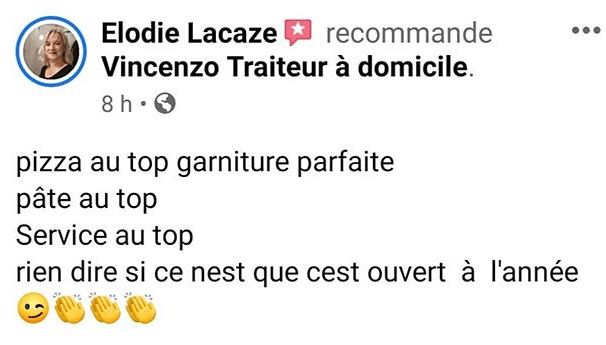 Elodie Lacaze recommande
Vincenzo Traiteur à domicile.
8 h ·
pizza au top garniture parfaite
pâte au top
Service au top
rien dire si ce nest que cest ouvert à l'année
😉👏👏👏